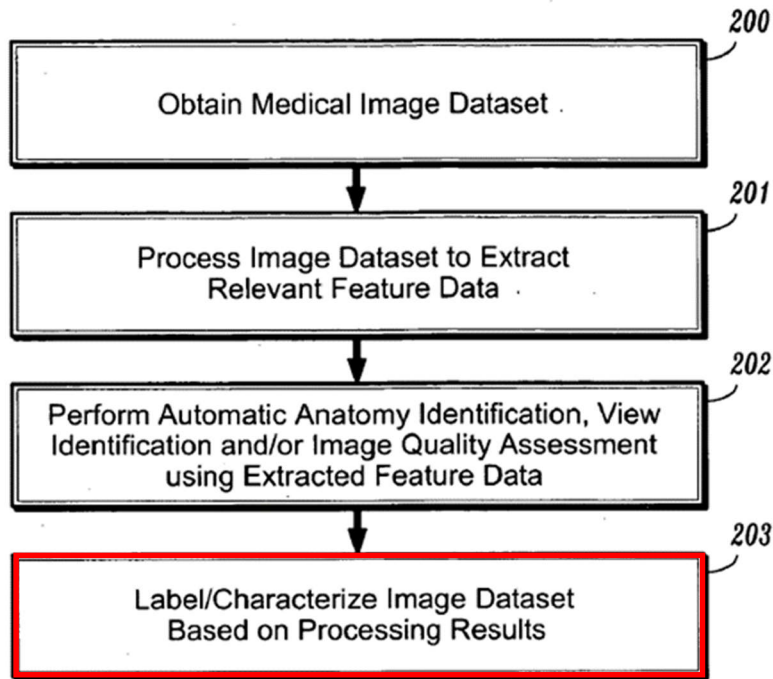 200
Obtain Medical Image Dataset
201
Process Image Dataset to Extract
Relevant Feature Data
202
Perform Automatic Anatomy Identification, View
Identification and/or Image Quality Assessment
using Extracted Feature Data
203
Label/Characterize Image Dataset
Based on Processing Results